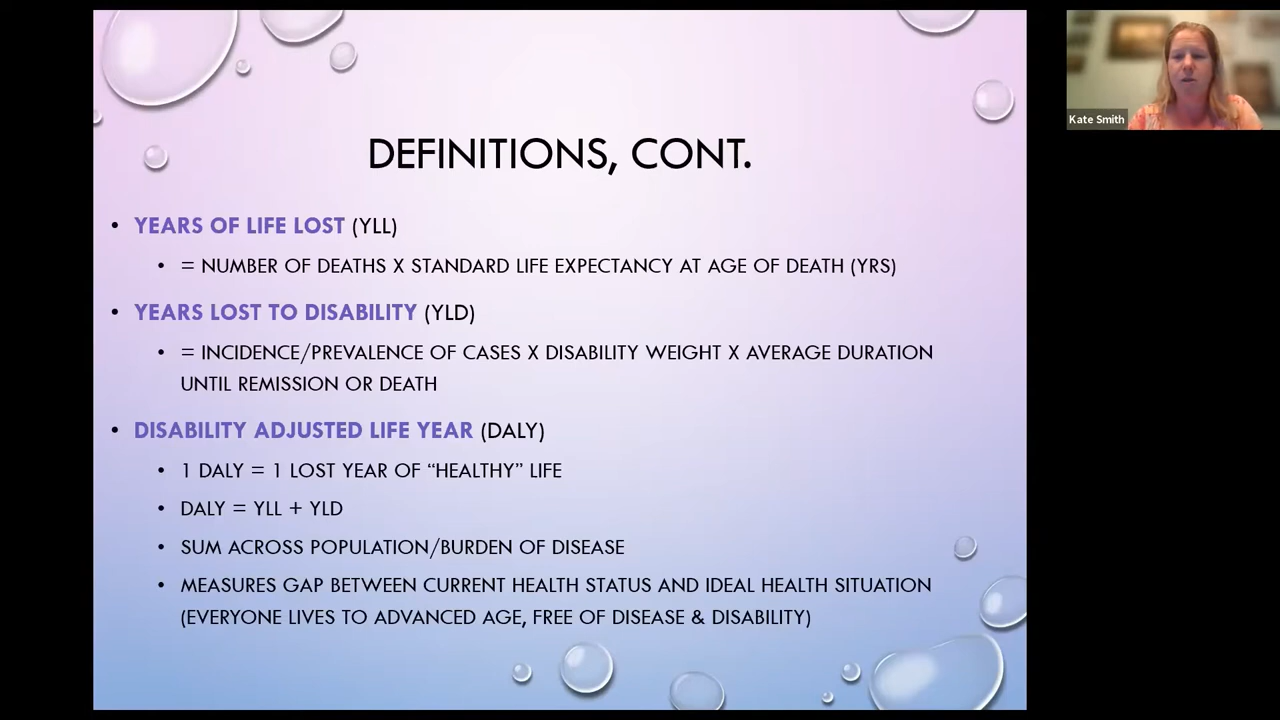 DEFINITIONS, CONT.
• YEARS OF LIFE LOST (YLL)
• = NUMBER OF DEATHS X STANDARD LIFE EXPECTANCY AT AGE OF DEATH (YRS)
• YEARS LOST TO DISABILITY (YLD)
• = INCIDENCE/PREVALENCE OF CASES X DISABILITY WEIGHT X AVERAGE DURATION
UNTIL REMISSION OR DEATH
• DISABILITY ADJUSTED LIFE YEAR (DALY)
• 1 DALY = 1 LOST YEAR OF “HEALTHY” LIFE
• DALY = YLL + YLD
• SUM ACROSS POPULATION/BURDEN OF DISEASE
• MEASURES GAP BETWEEN CURRENT HEALTH STATUS AND IDEAL HEALTH SITUATION
(EVERYONE LIVES TO ADVANCED AGE, FREE OF DISEASE & DISABILITY)
Kate Smith